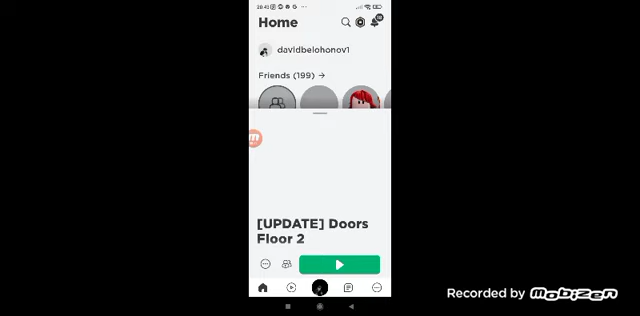 Home
davidbelohonov1
Friends (199) →
[UPDATE] Doors
Floor 2
Recorded by mobizen